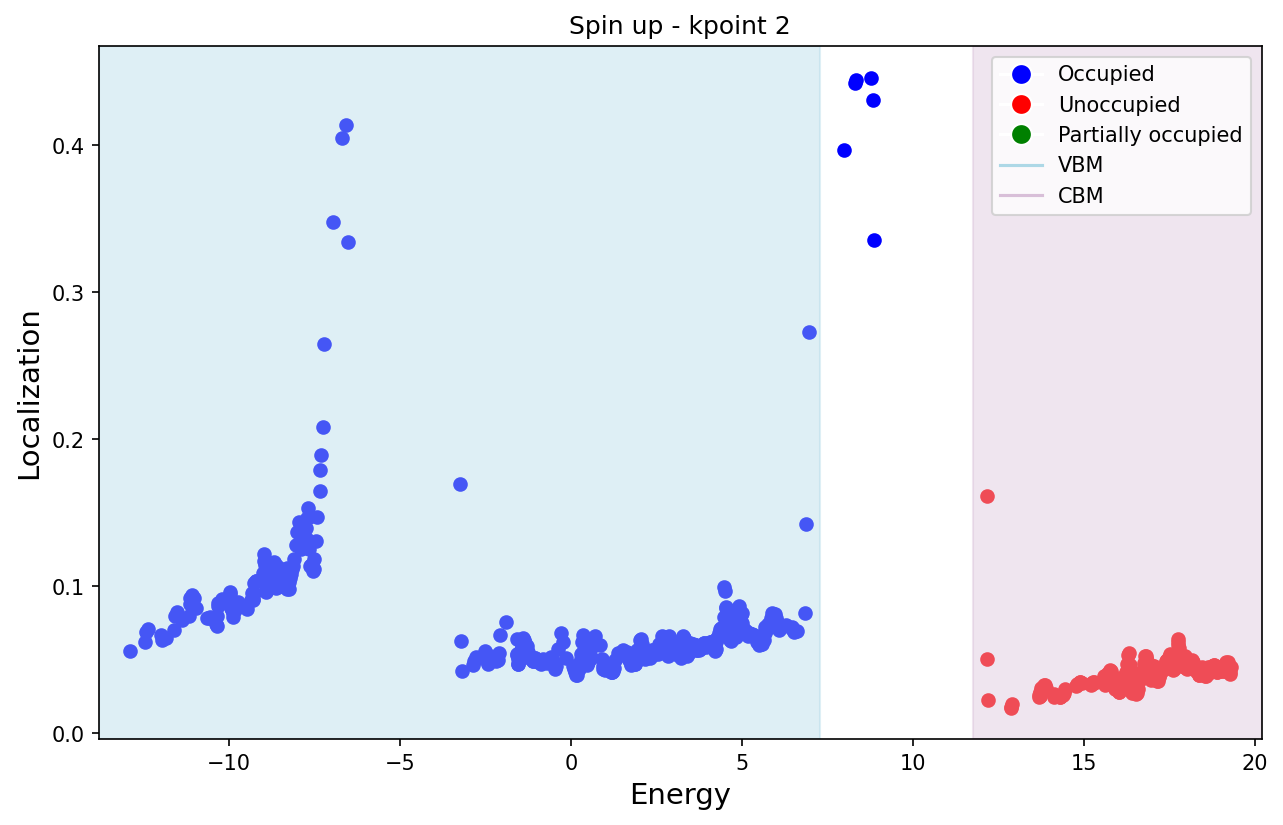 Spin up - kpoint 2
Localization
0.4
0.3
0.2
0.1
0.0
Occupied
Unoccupied
Partially occupied
VBM
CBM
−10
−5
0
5
10
15
20
Energy